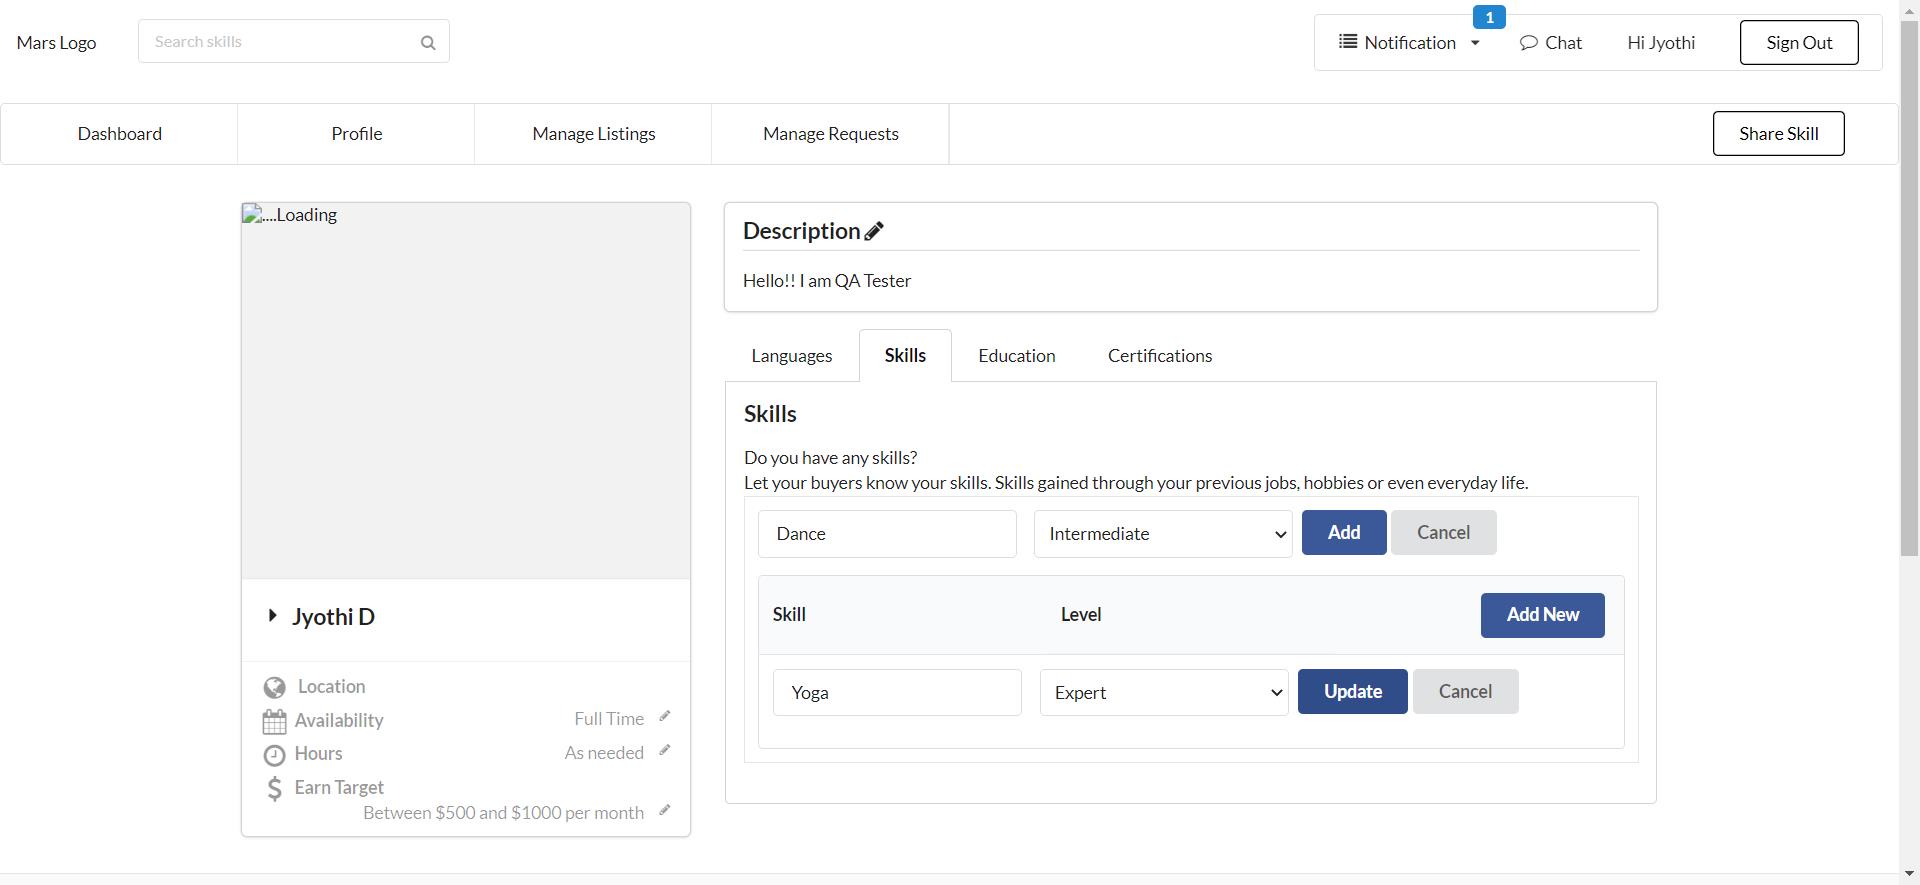 Mars Logo
Search skills
1
Notification
Chat
Hi Jyothi
Sign Out
Dashboard
Profile
Manage Listings
Manage Requests
Share Skill
....Loading
Jyothi D
Location
Availability
Full Time
Hours
As needed
Earn Target
Between $500 and $1000 per month
Description
Hello!! I am QA Tester
Languages
Skills
Education
Certifications
Skills
Do you have any skills?
Let your buyers know your skills. Skills gained through your previous jobs, hobbies or even everyday life.
Dance
Intermediate
Add
Cancel
Skill
Level
Add New
Yoga
Expert
Update
Cancel